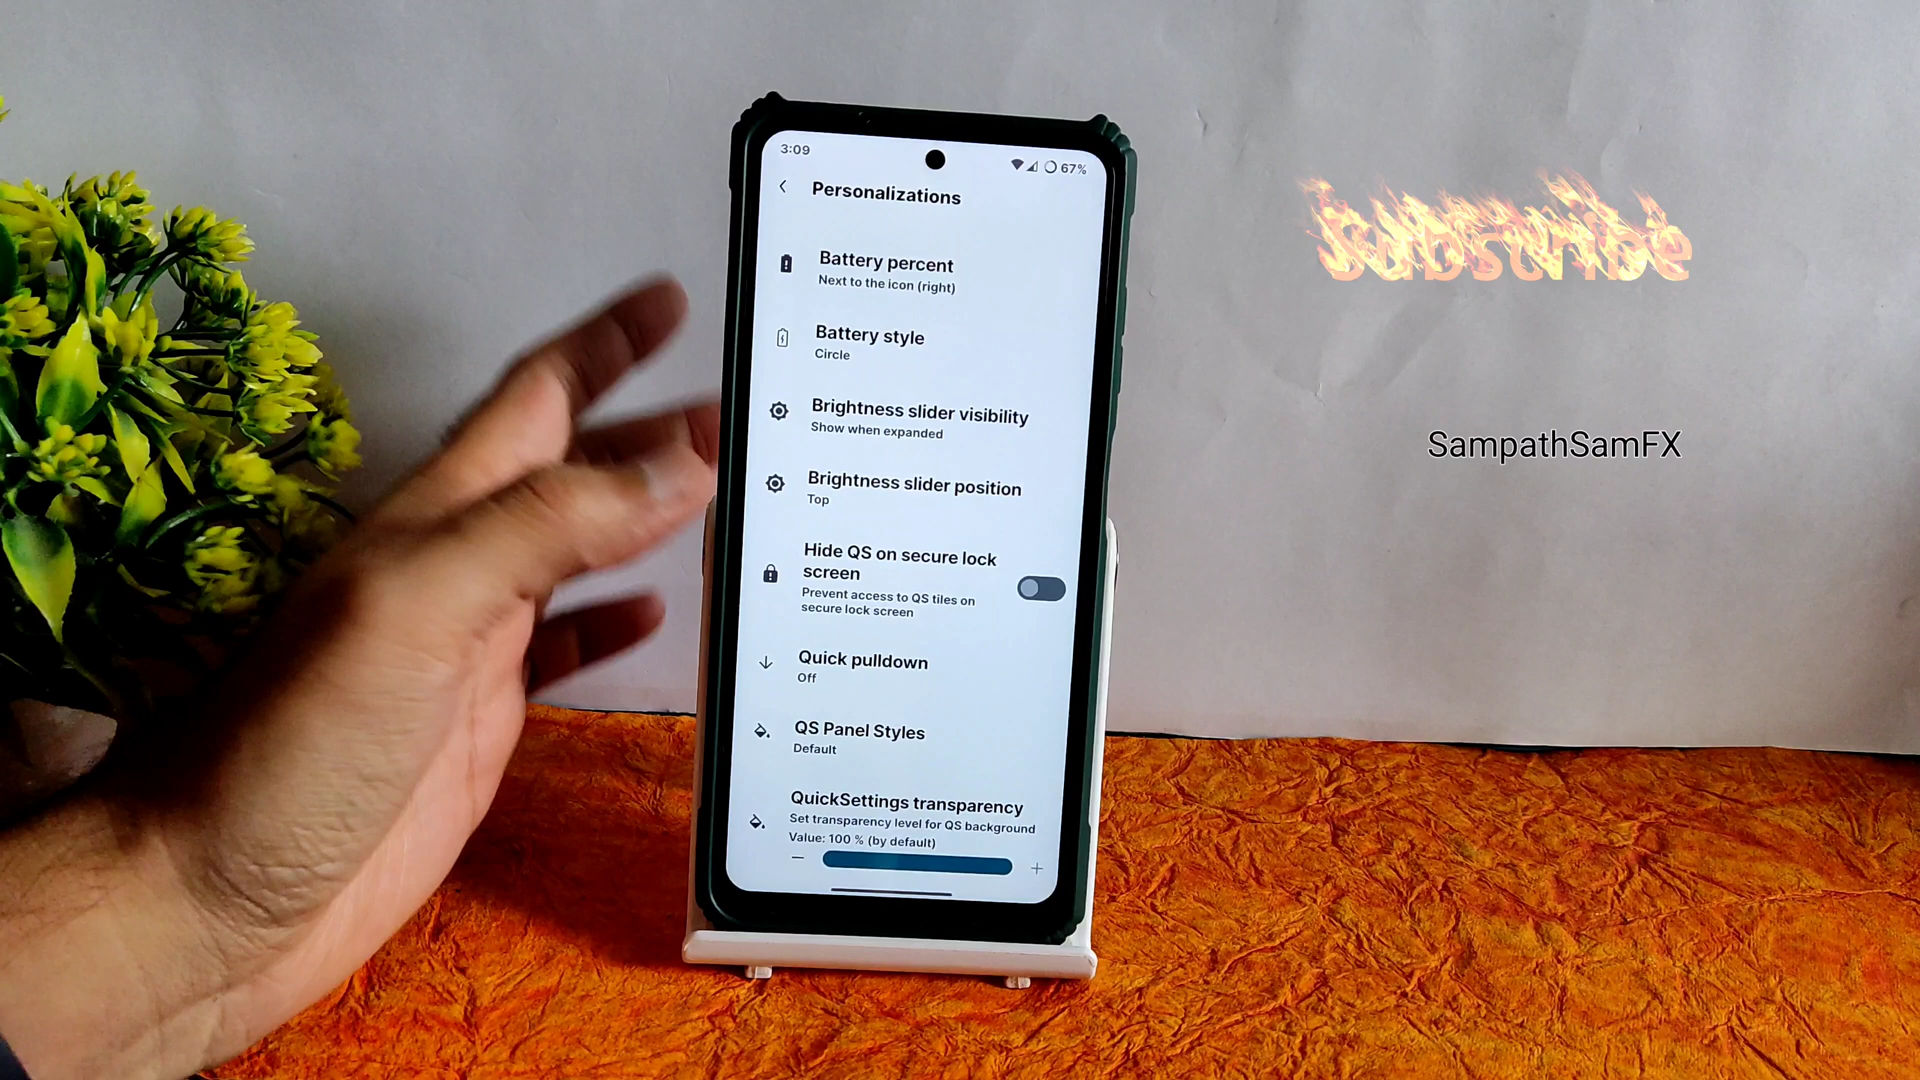 3:09
67%
Personalizations
Battery percent
Next to the icon (right)
Battery style
Circle
Brightness slider visibility
Show when expanded
Brightness slider position
Top
Hide QS on secure lock
screen
Prevent access to QS tiles on
secure lock screen
Quick pulldown
Off
QS Panel Styles
Default
QuickSettings transparency
Set transparency level for QS background
Value: 100 % (by default)
Subscribe
SampathSamFX